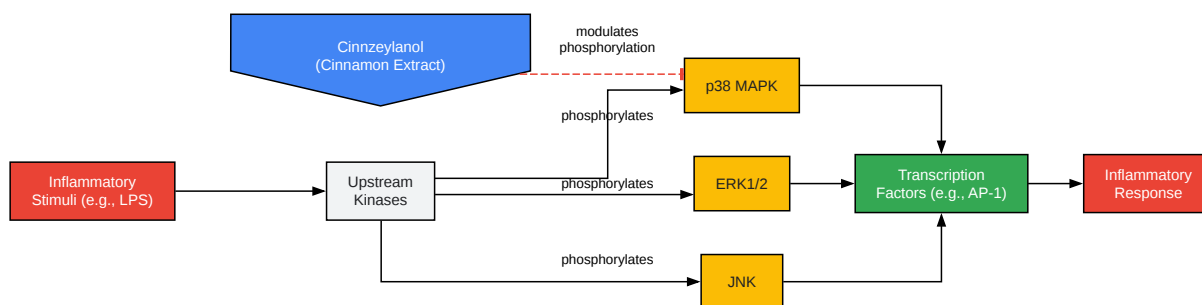 Cinnzeylanol
(Cinnamon Extract)
modulates
phosphorylation
p38 MAPK
phosphorylates
Inflammatory
Stimuli (e.g., LPS)
Upstream
Kinases
phosphorylates
ERK1/2
Transcription
Factors (e.g., AP-1)
Inflammatory
Response
phosphorylates
JNK